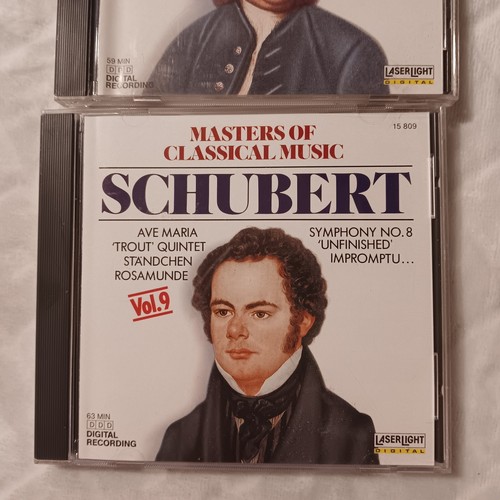 59 MIN
DDD
DIGITAL
RECORDING
LASERLIGHT
DIGITAL
MASTERS OF
CLASSICAL MUSIC
15 809
SCHUBERT
AVE MARIA
'TROUT' QUINTET
STÄNDCHEN
ROSAMUNDE
SYMPHONY NO. 8
'UNFINISHED'
IMPROMPTU...
Vol.9
63 MIN
DDD
DIGITAL
RECORDING
LASERLIGHT
DIGITAL